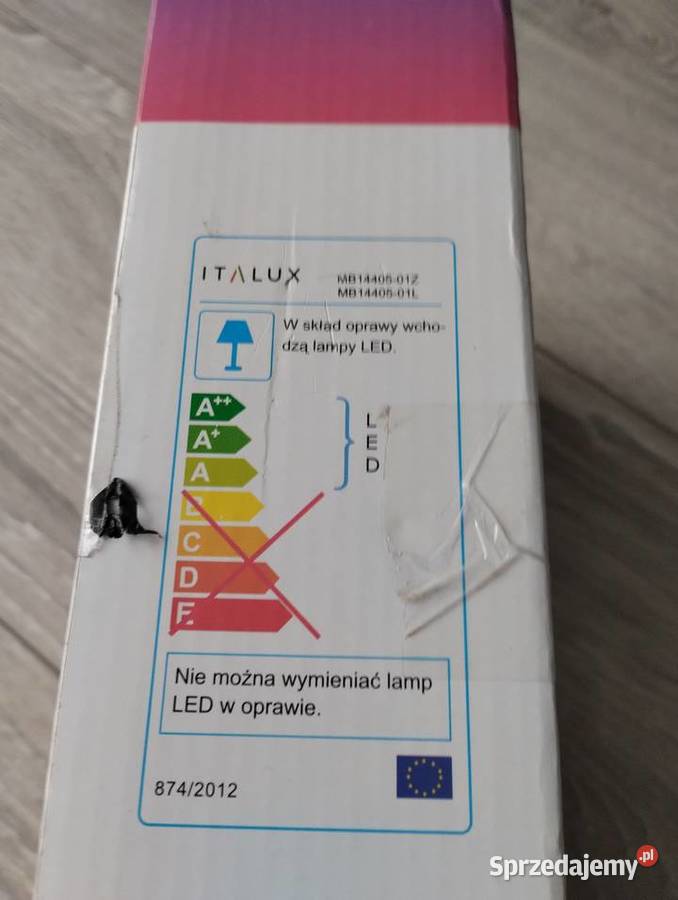 ITALUX
MB14405-01Z
MB14405-01L
W skład oprawy wcho-
dzą lampy LED.
A++
A+
A
B
C
D
E
L
E
D
Nie można wymieniać lamp
LED w oprawie.
874/2012
Sprzedajemy.pl